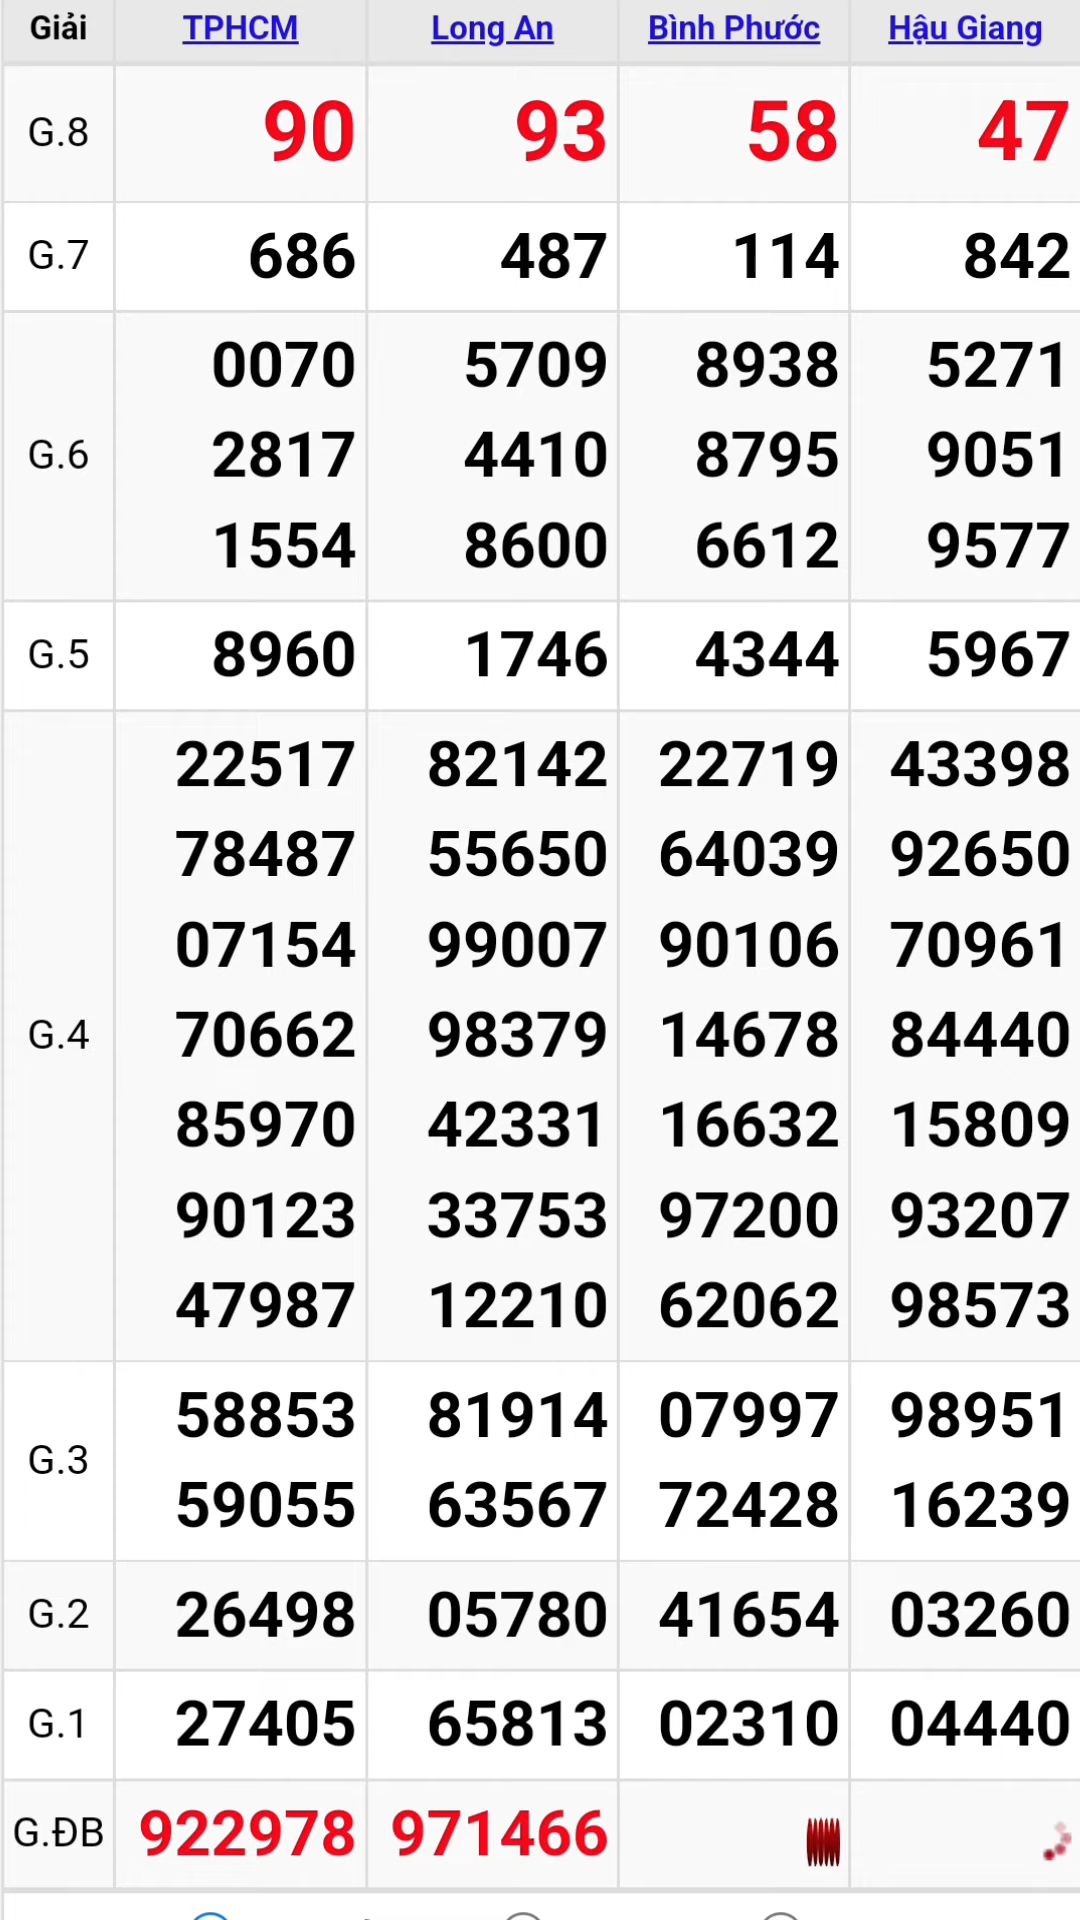 Giải TPHCM Long An Bình Phước Hậu Giang
G.8 90 93 58 47
G.7 686 487 114 842
0070 5709 8938 5271
G.6 2817 4410 8795 9051
1554 8600 6612 9577
G.5 8960 1746 4344 5967
22517 82142 22719 43398
78487 55650 64039 92650
07154 99007 90106 70961
G.4 70662 98379 14678 84440
85970 42331 16632 15809
90123 33753 97200 93207
47987 12210 62062 98573
58853 81914 07997 98951
G.3
59055 63567 72428 16239
G.2 26498 05780 41654 03260
G.1 27405 65813 02310 04440
G.ĐB 922978 971466